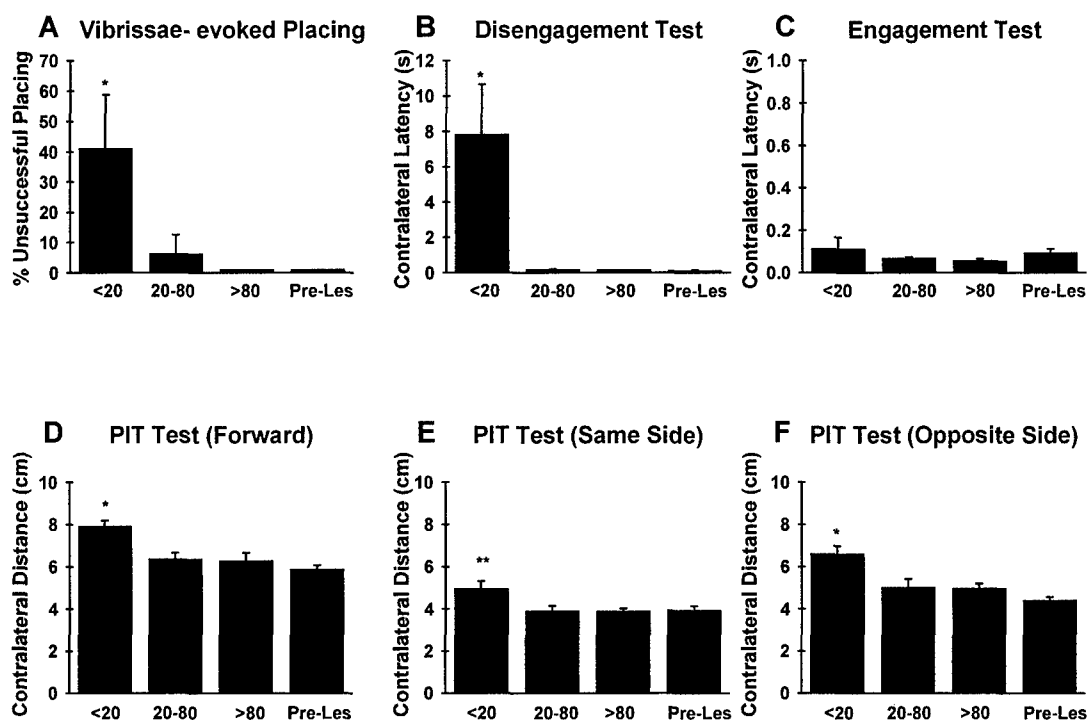 A Vibrissae- evoked Placing
% Unsuccessful Placing
70
60
50
40
30
20
10
0
*
<20 20-80 >80 Pre-Les
B Disengagement Test
Contralateral Latency (s)
12
10
8
6
4
2
0
*
<20 20-80 >80 Pre-Les
C Engagement Test
Contralateral Latency (s)
1.0
0.8
0.6
0.4
0.2
0.0
<20 20-80 >80 Pre-Les
D PIT Test (Forward)
Contralateral Distance (cm)
10
8
6
4
2
0
*
<20 20-80 >80 Pre-Les
E PIT Test (Same Side)
Contralateral Distance (cm)
10
8
6
4
2
0
**
<20 20-80 >80 Pre-Les
F PIT Test (Opposite Side)
Contralateral Distance (cm)
10
8
6
4
2
0
*
<20 20-80 >80 Pre-Les